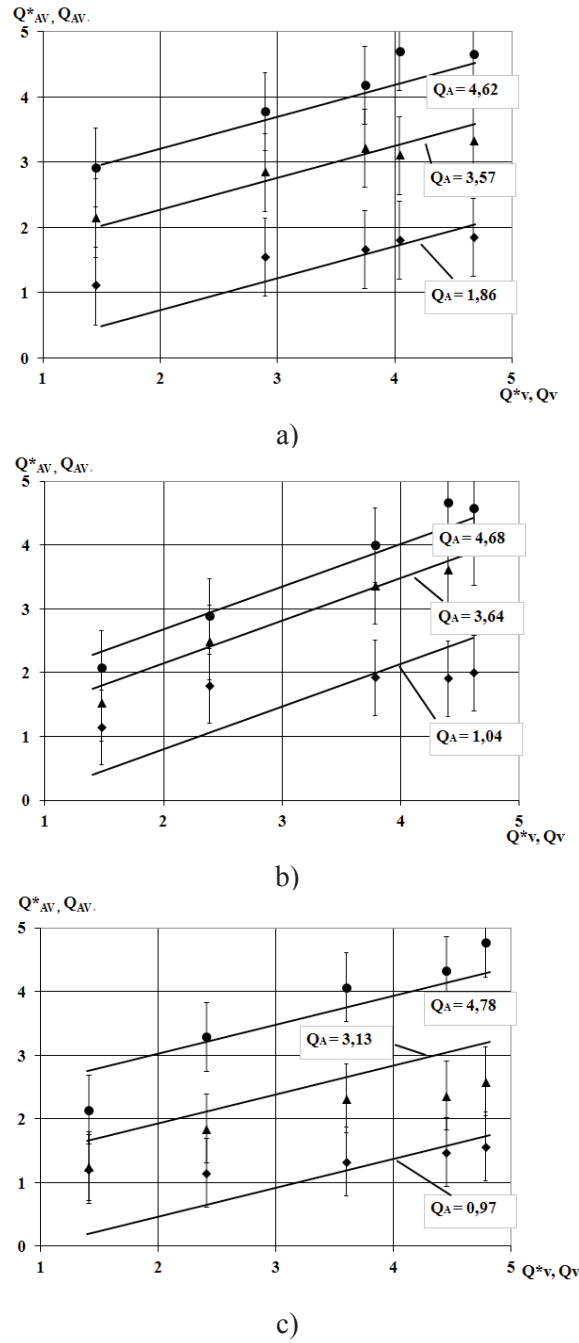 Q*AV, QAV.
5
4
3
2
1
0
QA = 4,62
QA = 3,57
QA = 1,86
1 2 3 4 5
Q*v, Qv
a)
Q*AV, QAV.
5
4
3
2
1
0
QA = 4,68
QA = 3,64
QA = 1,04
1 2 3 4 5
Q*v, Qv
b)
Q*AV, QAV.
5
4
3
2
1
0
QA = 4,78
QA = 3,13
QA = 0,97
1 2 3 4 5
Q*v, Qv
c)